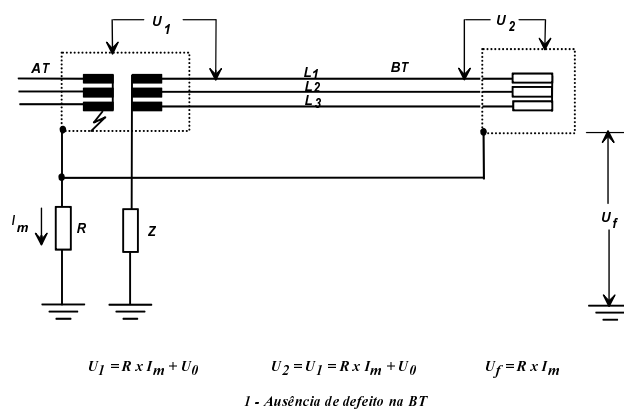 U1
U2
AT
L1
BT
L2
L3
Im
R
Z
Uf
U1 = R x Im + U0
U2 = U1 = R x Im + U0
Uf = R x Im
1 - Ausência de defeito na BT